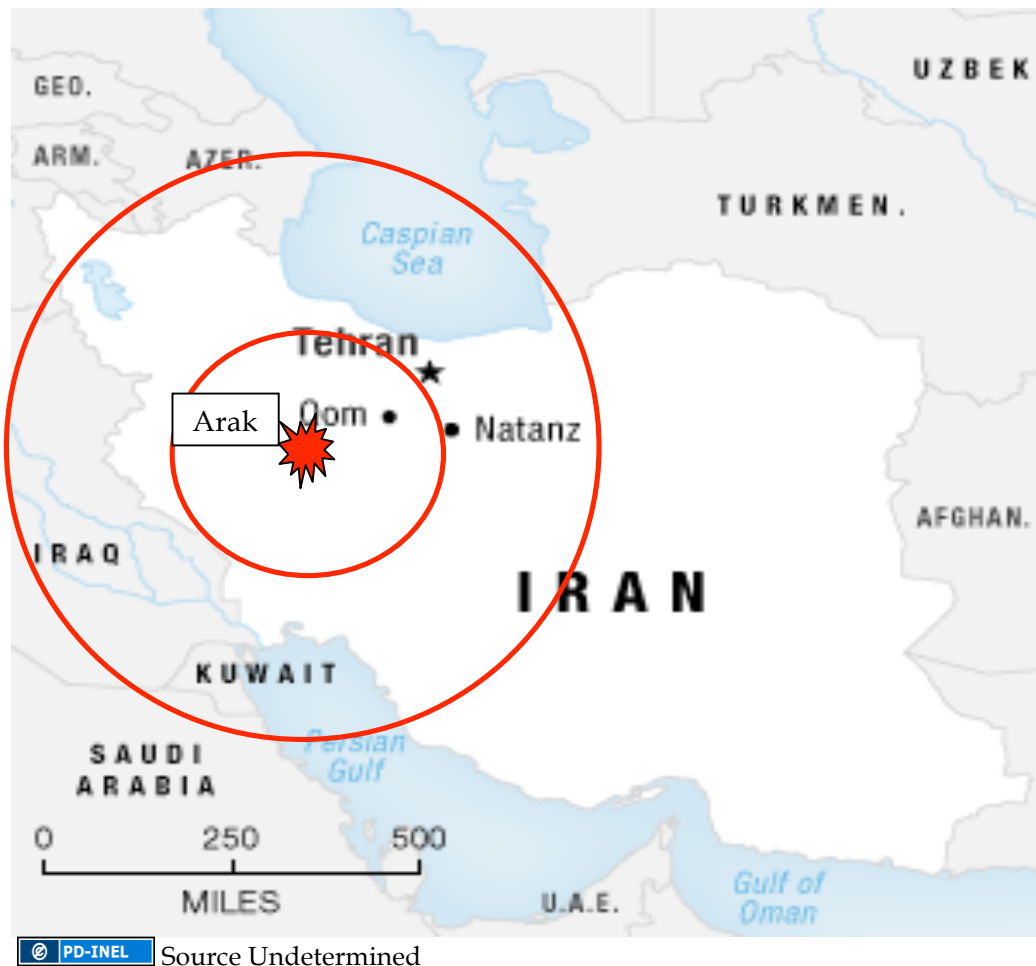 UZBEK
GEO.
ARM.
AZER.
TURKMEN.
Caspian
Sea
Tehran
Arak
Qom
Natanz
AFGHAN.
IRAQ
IRAN
KUWAIT
SAUDI
ARABIA
Persian
Gulf
0 250 500
MILES
U.A.E.
Gulf of
Oman
PD-INEL Source Undetermined